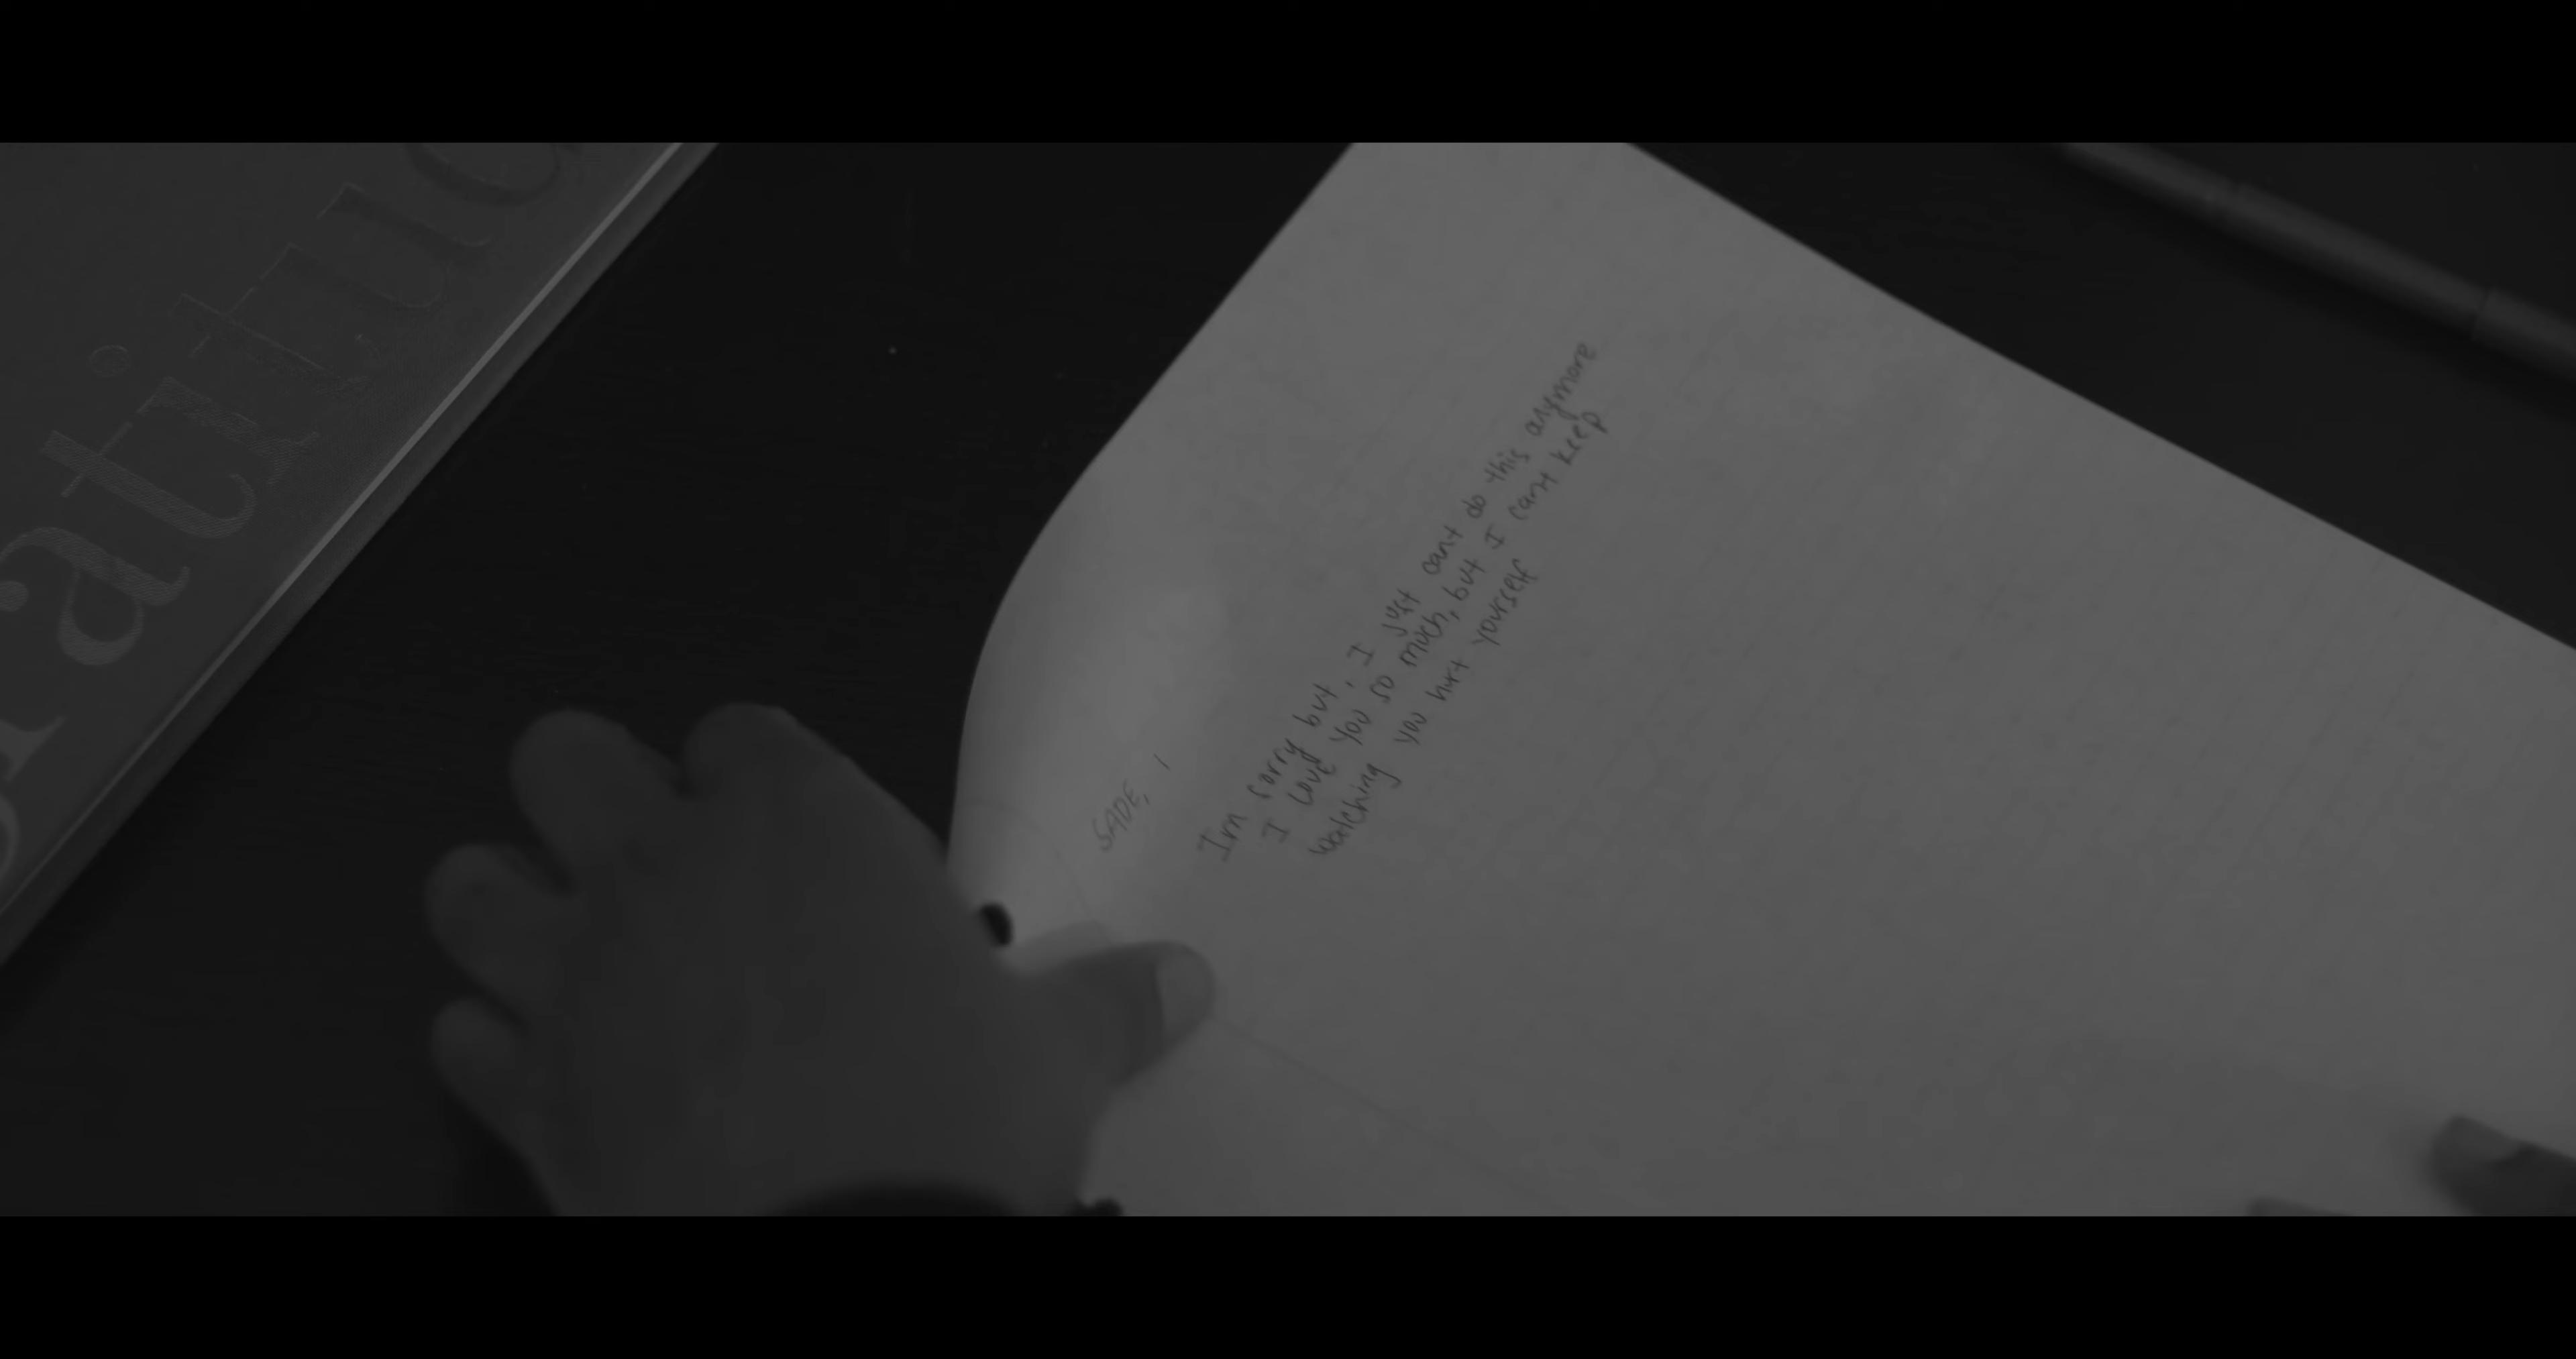 gratitud
SADE,
I'm sorry but, I just cant do this anymore
I Love you so much, but I cant keep
watching you hurt yourself